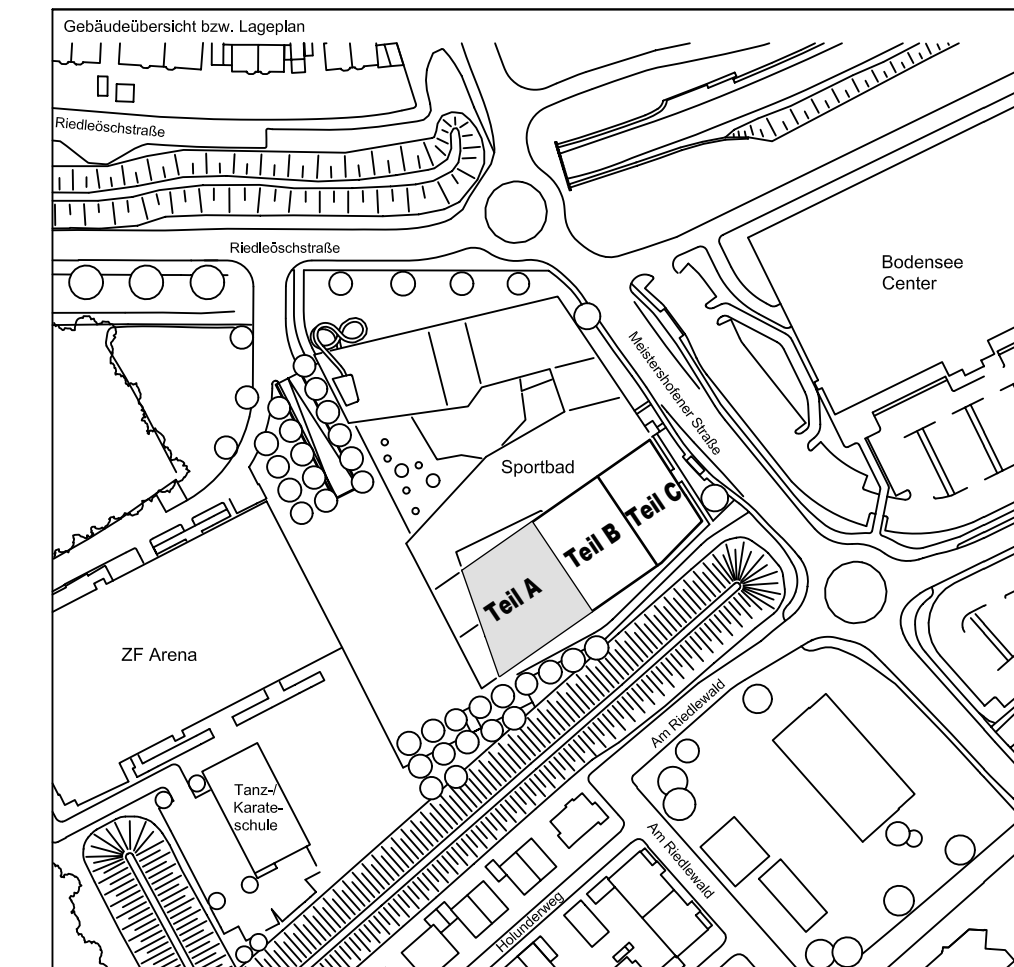 Gebäudeübersicht bzw. Lageplan
Riedleöschstraße
Riedleöschstraße
Bodensee
Center
Meistershofener Straße
Sportbad
Teil C
Teil B
Teil A
ZF Arena
Am Riedlewald
Tanz-/
Karate-
schule
Am Riedlewald
Holunderweg